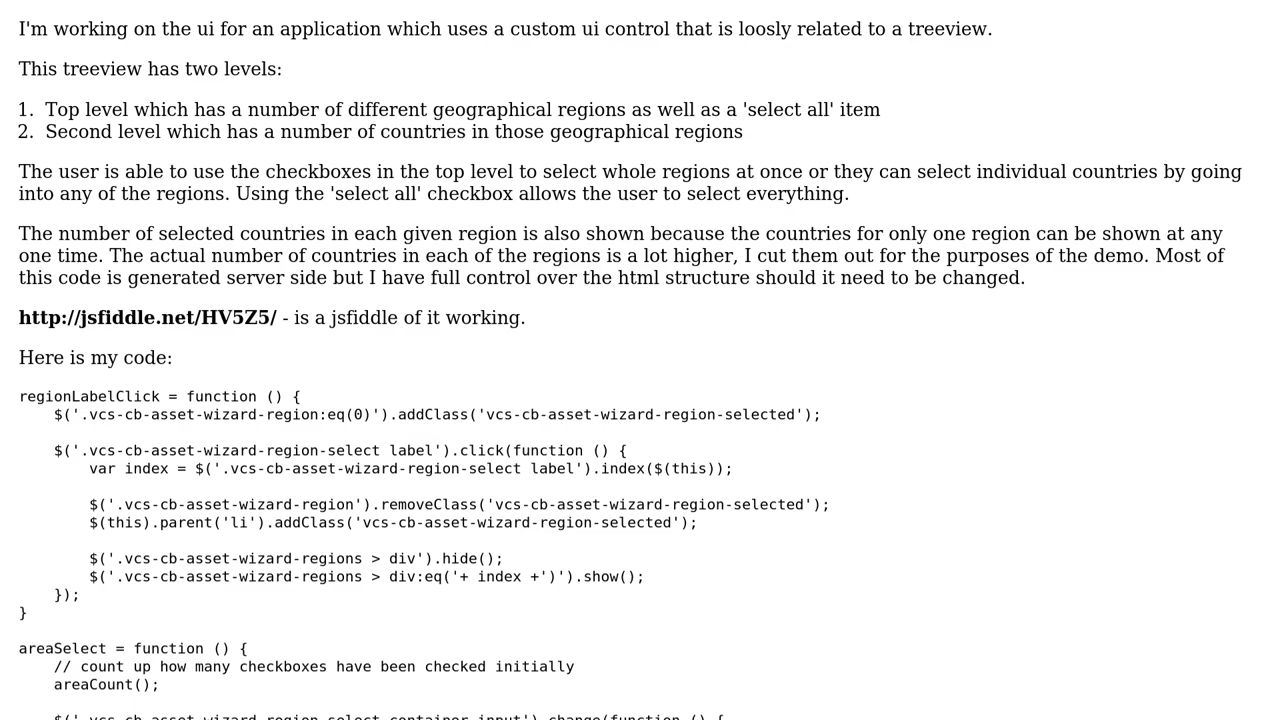 I'm working on the ui for an application which uses a custom ui control that is loosly related to a treeview.
This treeview has two levels:
1. Top level which has a number of different geographical regions as well as a 'select all' item
2. Second level which has a number of countries in those geographical regions
The user is able to use the checkboxes in the top level to select whole regions at once or they can select individual countries by going
into any of the regions. Using the 'select all' checkbox allows the user to select everything.
The number of selected countries in each given region is also shown because the countries for only one region can be shown at any
one time. The actual number of countries in each of the regions is a lot higher, I cut them out for the purposes of the demo. Most of
this code is generated server side but I have full control over the html structure should it need to be changed.
http://jsfiddle.net/HV5Z5/ - is a jsfiddle of it working.
Here is my code:
regionLabelClick = function () {
    $('.vcs-cb-asset-wizard-region:eq(0)').addClass('vcs-cb-asset-wizard-region-selected');
    $('.vcs-cb-asset-wizard-region-select label').click(function () {
        var index = $('.vcs-cb-asset-wizard-region-select label').index($(this));
        $('.vcs-cb-asset-wizard-region').removeClass('vcs-cb-asset-wizard-region-selected');
        $(this).parent('li').addClass('vcs-cb-asset-wizard-region-selected');
        $('.vcs-cb-asset-wizard-regions > div').hide();
        $('.vcs-cb-asset-wizard-regions > div:eq('+ index +')').show();
    });
}
areaSelect = function () {
    // count up how many checkboxes have been checked initially
    areaCount();
    $('.vcs-cb-asset-wizard-region-select-container input').change(function () {